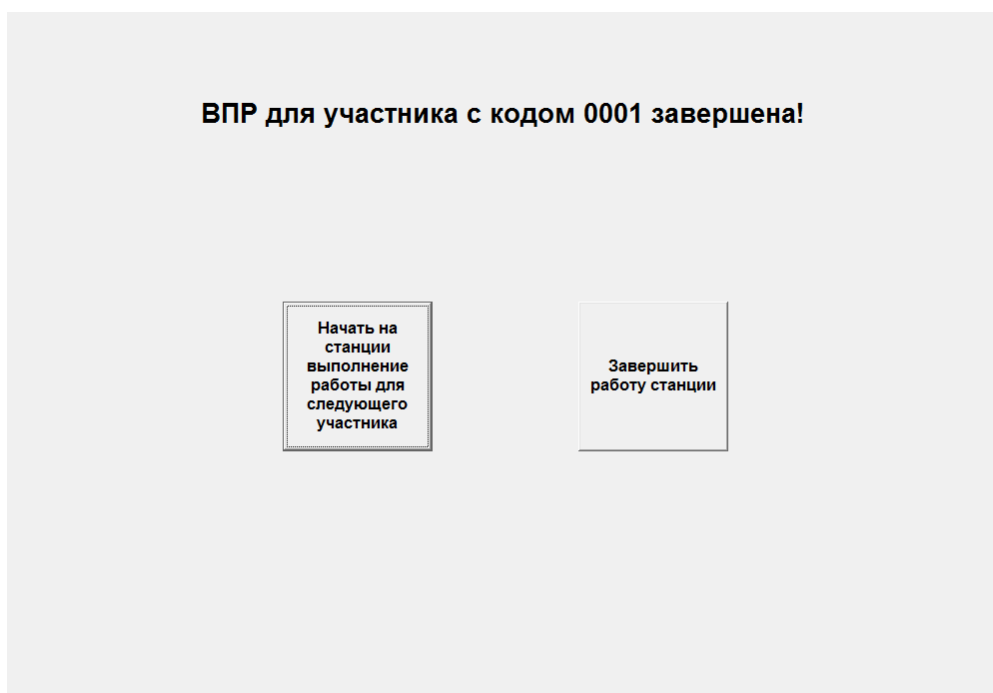 ВПР для участника с кодом 0001 завершена!
Начать на
станции
выполнение
работы для
следующего
участника
Завершить
работу станции